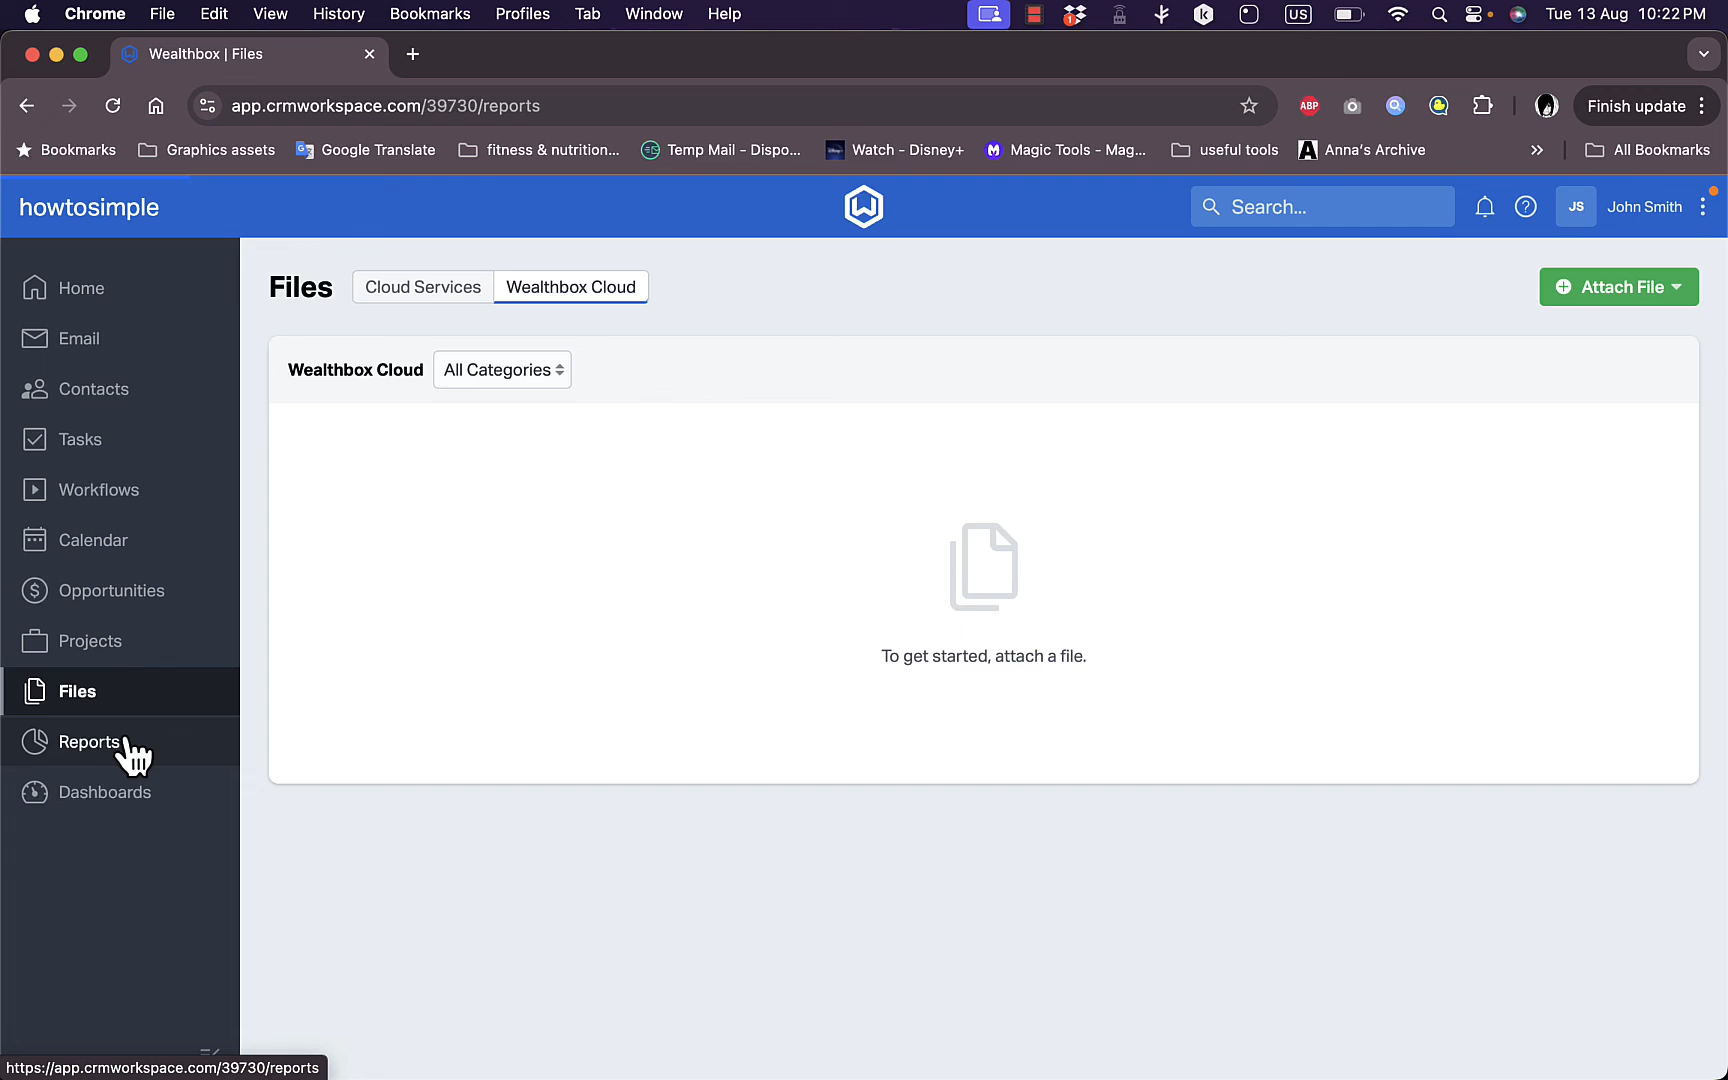 Chrome File Edit View History Bookmarks Profiles Tab Window Help 1 US Tue 13 Aug 10:22 PM
Wealthbox | Files
app.crmworkspace.com/39730/reports ABP Finish update
Bookmarks Graphics assets Google Translate fitness & nutrition... Temp Mail - Dispo... Watch - Disney+ Magic Tools - Mag... useful tools Anna's Archive All Bookmarks
howtosimple Search... JS John Smith
Home
Email
Contacts
Tasks
Workflows
Calendar
Opportunities
Projects
Files
Reports
Dashboards
Files Cloud Services Wealthbox Cloud Attach File
Wealthbox Cloud All Categories
To get started, attach a file.
https://app.crmworkspace.com/39730/reports